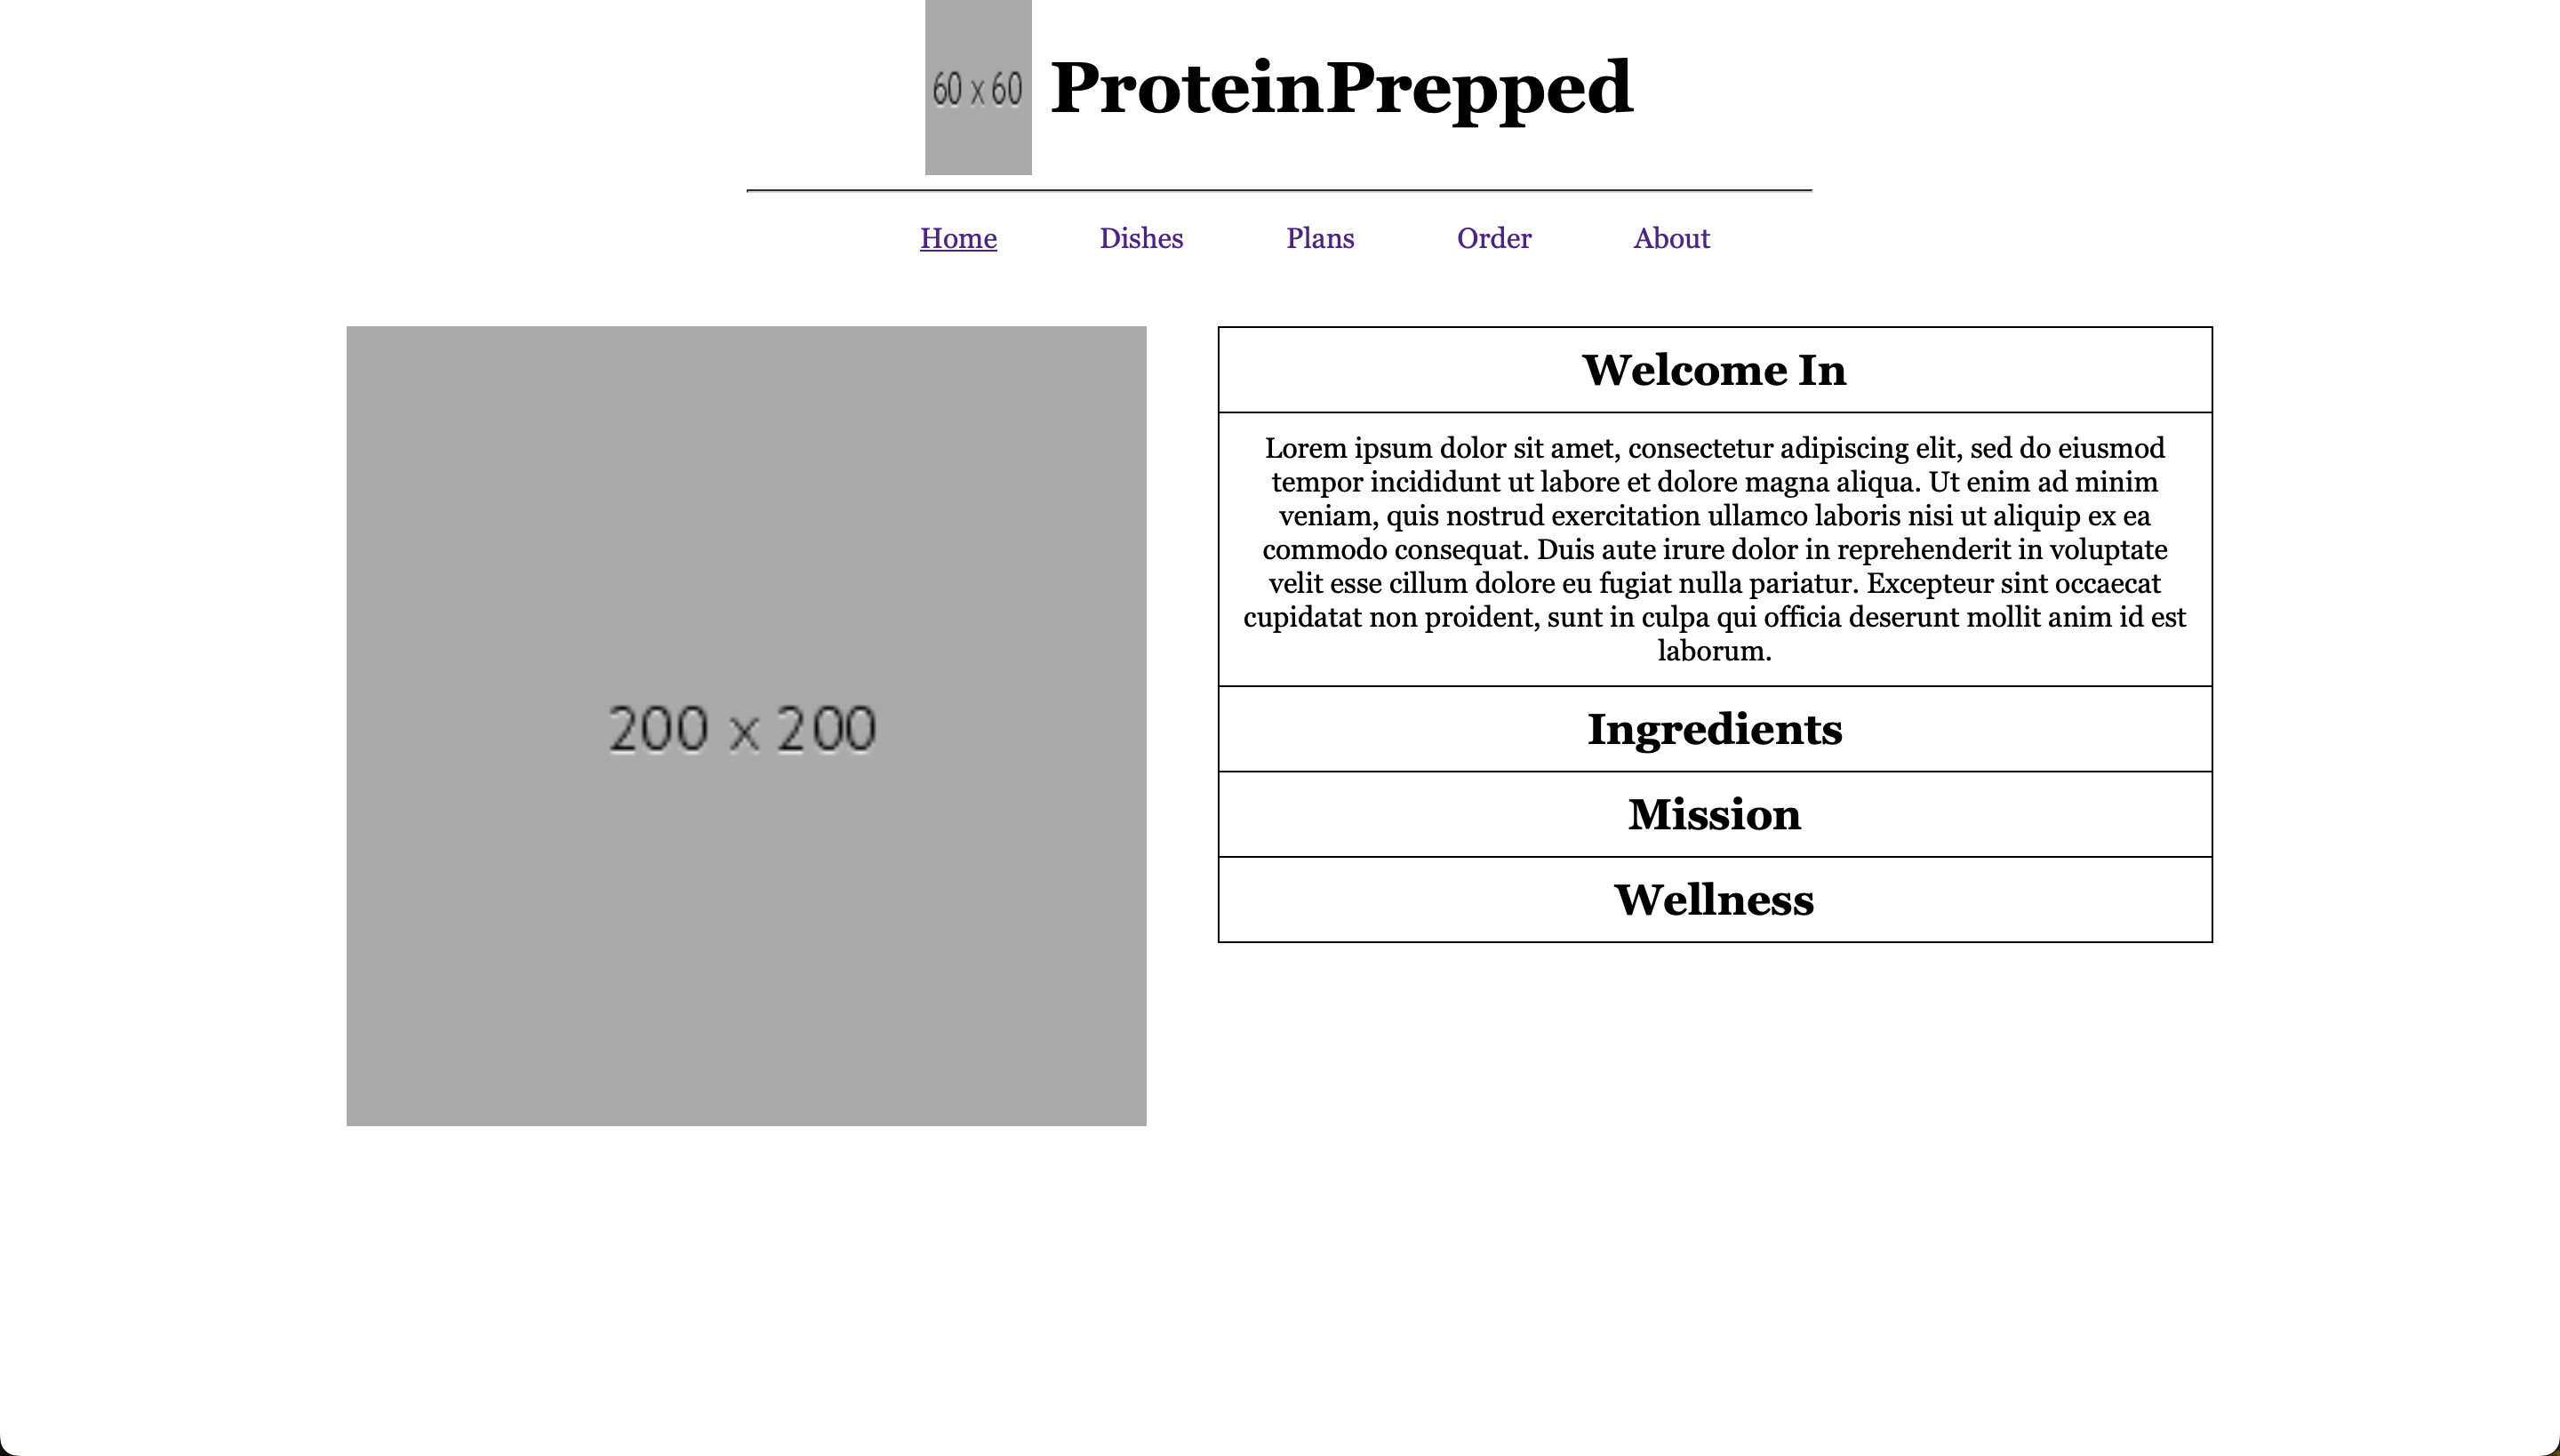 60 x 60
ProteinPrepped
Home
Dishes
Plans
Order
About
200 x 200
Welcome In
Lorem ipsum dolor sit amet, consectetur adipiscing elit, sed do eiusmod
tempor incididunt ut labore et dolore magna aliqua. Ut enim ad minim
veniam, quis nostrud exercitation ullamco laboris nisi ut aliquip ex ea
commodo consequat. Duis aute irure dolor in reprehenderit in voluptate
velit esse cillum dolore eu fugiat nulla pariatur. Excepteur sint occaecat
cupidatat non proident, sunt in culpa qui officia deserunt mollit anim id est
laborum.
Ingredients
Mission
Wellness